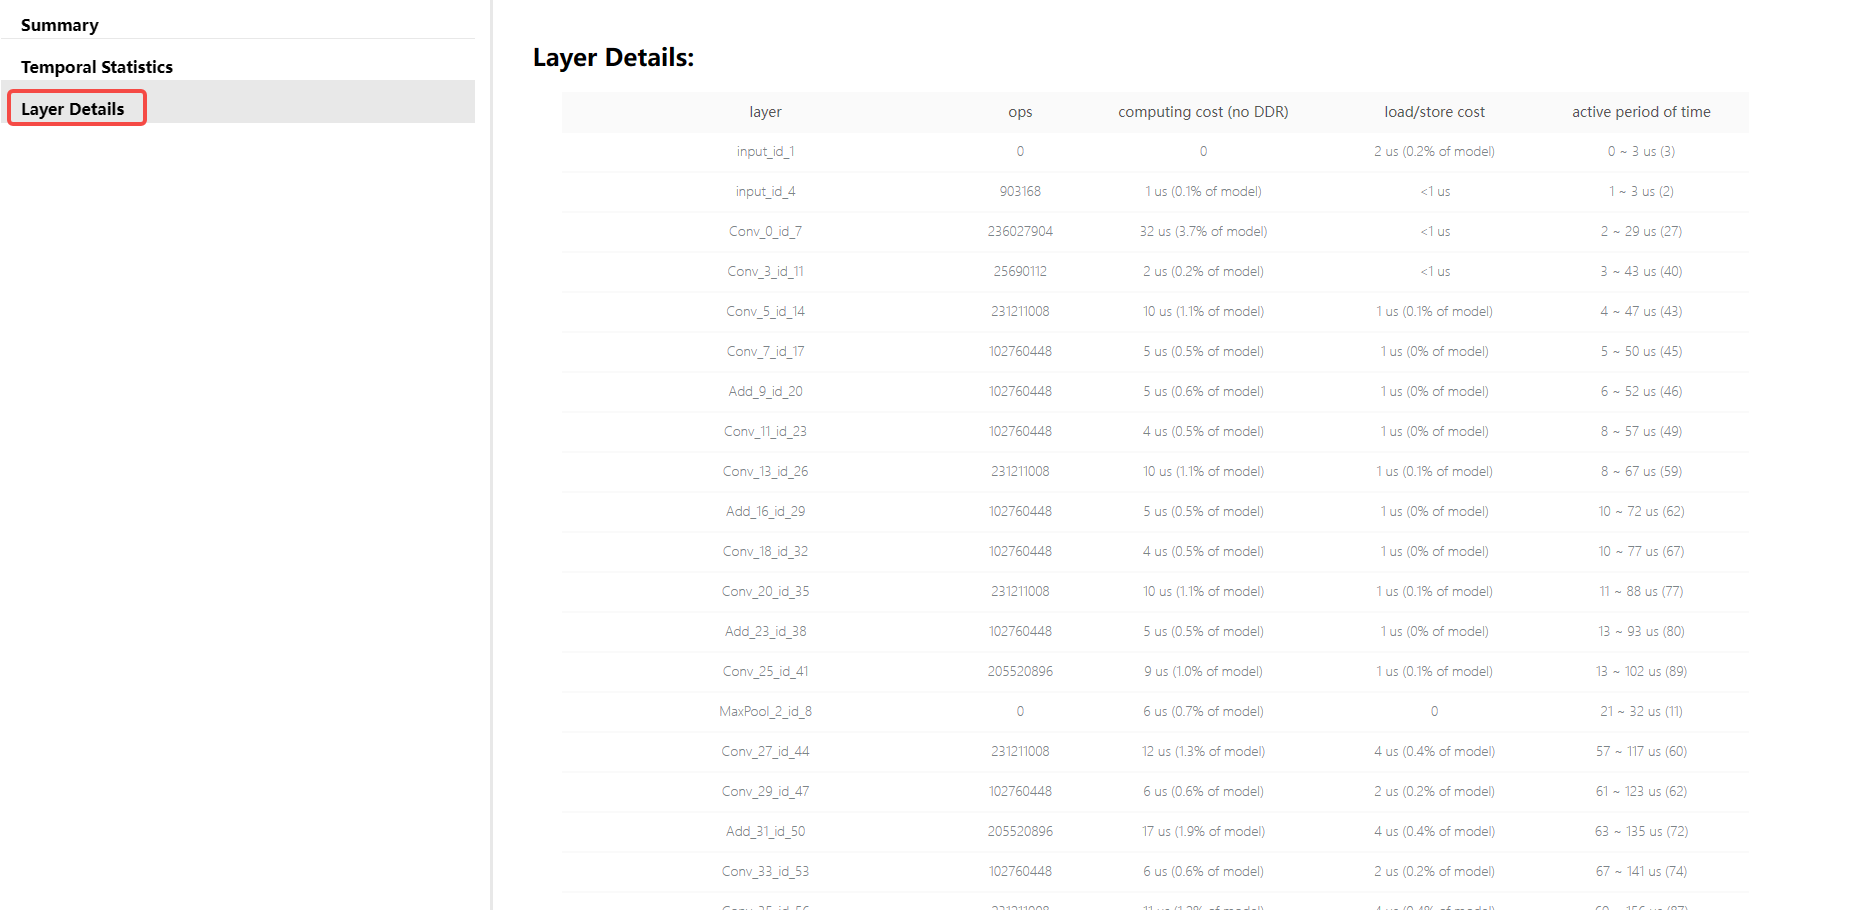 Summary
Temporal Statistics
Layer Details
Layer Details:
layer ops computing cost (no DDR) load/store cost active period of time
input_id_1 0 0 2 us (0.2% of model) 0 ~ 3 us (3)
input_id_4 903168 1 us (0.1% of model) <1 us 1 ~ 3 us (2)
Conv_0_id_7 236027904 32 us (3.7% of model) <1 us 2 ~ 29 us (27)
Conv_3_id_11 25690112 2 us (0.2% of model) <1 us 3 ~ 43 us (40)
Conv_5_id_14 231211008 10 us (1.1% of model) 1 us (0.1% of model) 4 ~ 47 us (43)
Conv_7_id_17 102760448 5 us (0.5% of model) 1 us (0% of model) 5 ~ 50 us (45)
Add_9_id_20 102760448 5 us (0.6% of model) 1 us (0% of model) 6 ~ 52 us (46)
Conv_11_id_23 102760448 4 us (0.5% of model) 1 us (0% of model) 8 ~ 57 us (49)
Conv_13_id_26 231211008 10 us (1.1% of model) 1 us (0.1% of model) 8 ~ 67 us (59)
Add_16_id_29 102760448 5 us (0.5% of model) 1 us (0% of model) 10 ~ 72 us (62)
Conv_18_id_32 102760448 4 us (0.5% of model) 1 us (0% of model) 10 ~ 77 us (67)
Conv_20_id_35 231211008 10 us (1.1% of model) 1 us (0.1% of model) 11 ~ 88 us (77)
Add_23_id_38 102760448 5 us (0.5% of model) 1 us (0% of model) 13 ~ 93 us (80)
Conv_25_id_41 205520896 9 us (1.0% of model) 1 us (0.1% of model) 13 ~ 102 us (89)
MaxPool_2_id_8 0 6 us (0.7% of model) 0 21 ~ 32 us (11)
Conv_27_id_44 231211008 12 us (1.3% of model) 4 us (0.4% of model) 57 ~ 117 us (60)
Conv_29_id_47 102760448 6 us (0.6% of model) 2 us (0.2% of model) 61 ~ 123 us (62)
Add_31_id_50 205520896 17 us (1.9% of model) 4 us (0.4% of model) 63 ~ 135 us (72)
Conv_33_id_53 102760448 6 us (0.6% of model) 2 us (0.2% of model) 67 ~ 141 us (74)